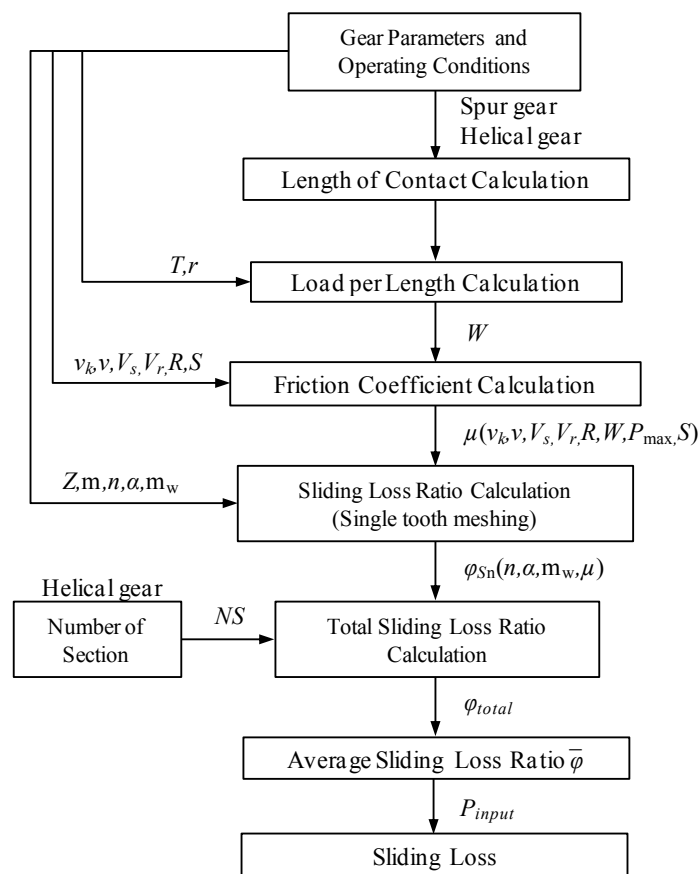 Gear Parameters and
Operating Conditions
Spur gear
Helical gear
Length of Contact Calculation
T,r
Load per Length Calculation
W
v_k,v,V_s,V_r,R,S
Friction Coefficient Calculation
μ(v_k,v,V_s,V_r,R,W,P_max,S)
Z,m,n,α,m_w
Sliding Loss Ratio Calculation
(Single tooth meshing)
φ_Sn(n,α,m_w,μ)
Helical gear
Number of
Section
NS
Total Sliding Loss Ratio
Calculation
φ_total
Average Sliding Loss Ratio φ̅
P_input
Sliding Loss